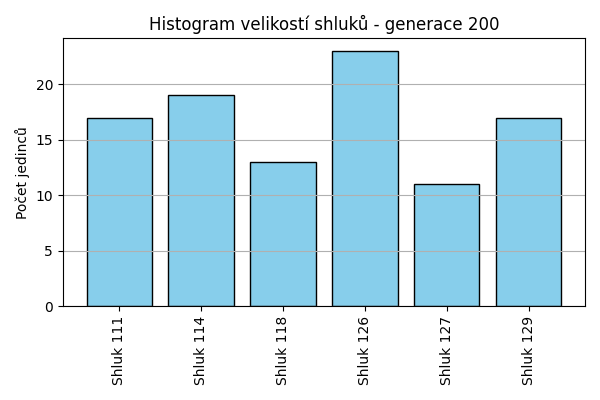 Histogram velikostí shluků - generace 200
Počet jedinců
20
15
10
5
0
Shluk 111
Shluk 114
Shluk 118
Shluk 126
Shluk 127
Shluk 129